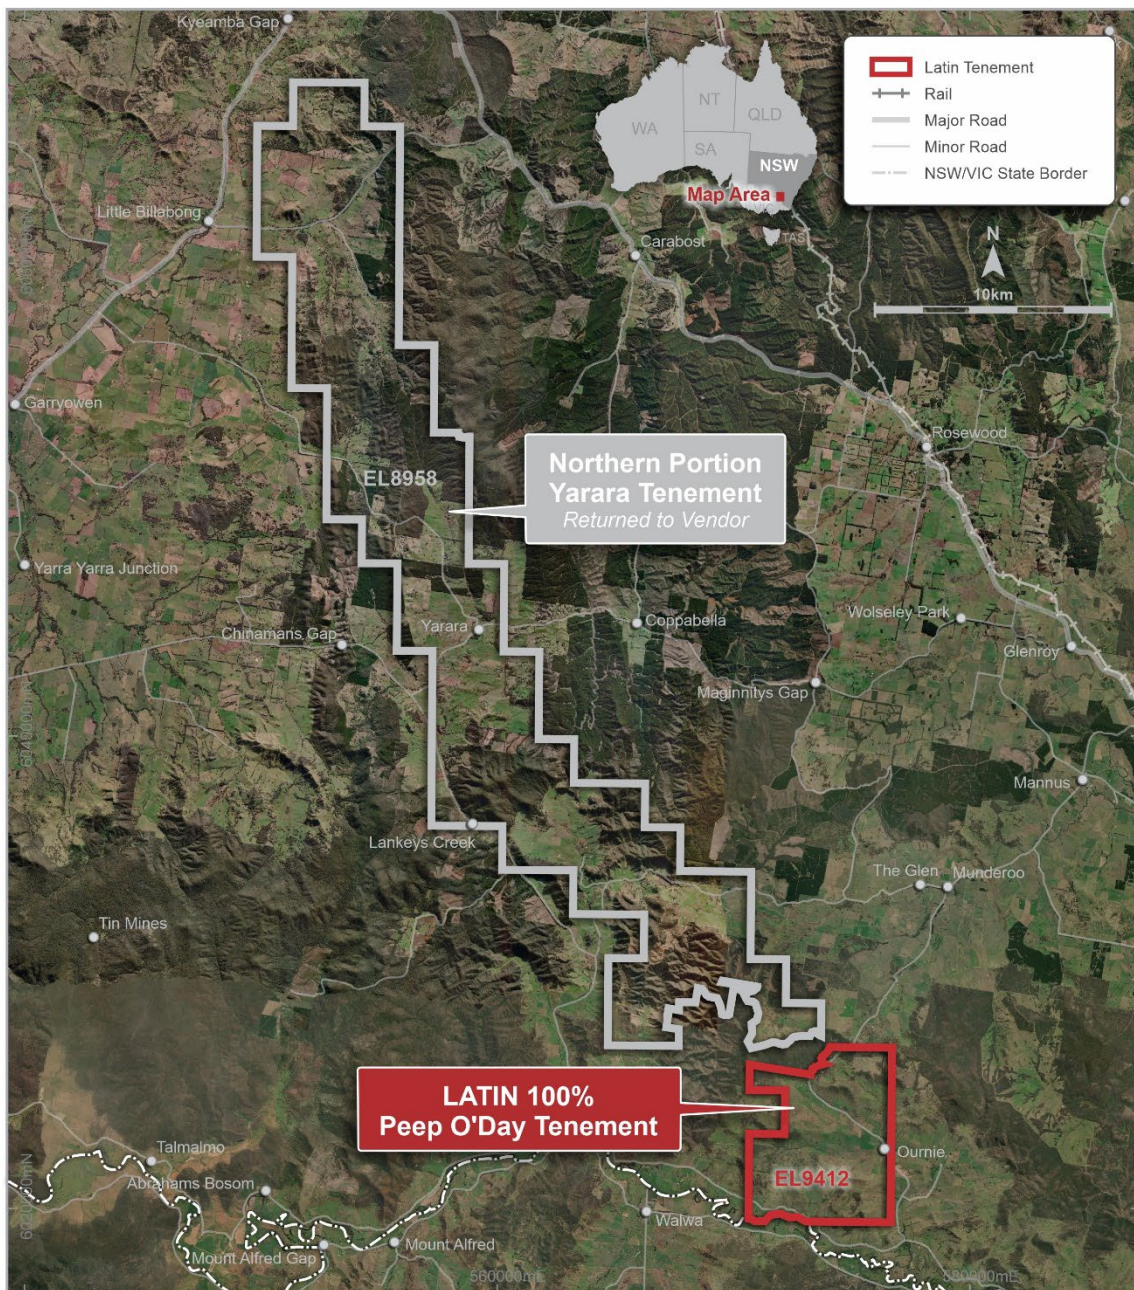 Kyeamba Gap
Latin Tenement
Rail
Major Road
Minor Road
NSW/VIC State Border
NT
QLD
WA
SA
NSW
Map Area
TAS
Little Billabong
Carabost
N
10km
Garryowen
Rosewood
Northern Portion
Yarara Tenement
Returned to Vendor
EL8958
Yarra Yarra Junction
Wolseley Park
Coppabella
Yarara
Chinamans Gap
Glenroy
Maginnitys Gap
6040000mN
Mannus
Lankeys Creek
The Glen
Munderoo
Tin Mines
LATIN 100%
Peep O'Day Tenement
Talmalmo
Ournie
EL9412
Abrahams Bosom
6020000mN
Walwa
Mount Alfred Gap
Mount Alfred
560000mE
580000mE